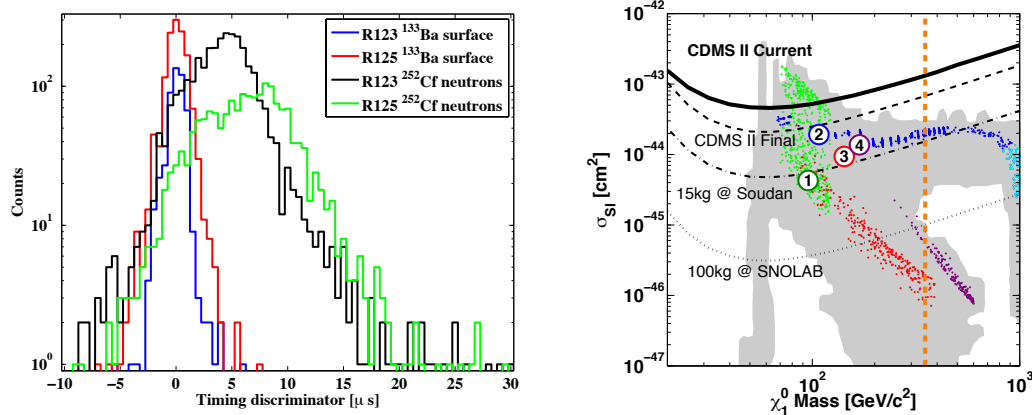 10²
10¹
10⁰
Counts
−10 −5 0 5 10 15 20 25 30
Timing discriminator [μ s]
R123 ¹³³Ba surface
R125 ¹³³Ba surface
R123 ²⁵²Cf neutrons
R125 ²⁵²Cf neutrons
10⁻⁴²
10⁻⁴³
10⁻⁴⁴
10⁻⁴⁵
10⁻⁴⁶
10⁻⁴⁷
σSI [cm²]
CDMS II Current
CDMS II Final
15kg @ Soudan
100kg @ SNOLAB
2
4
3
1
10² 10³
χ⁰₁ Mass [GeV/c²]